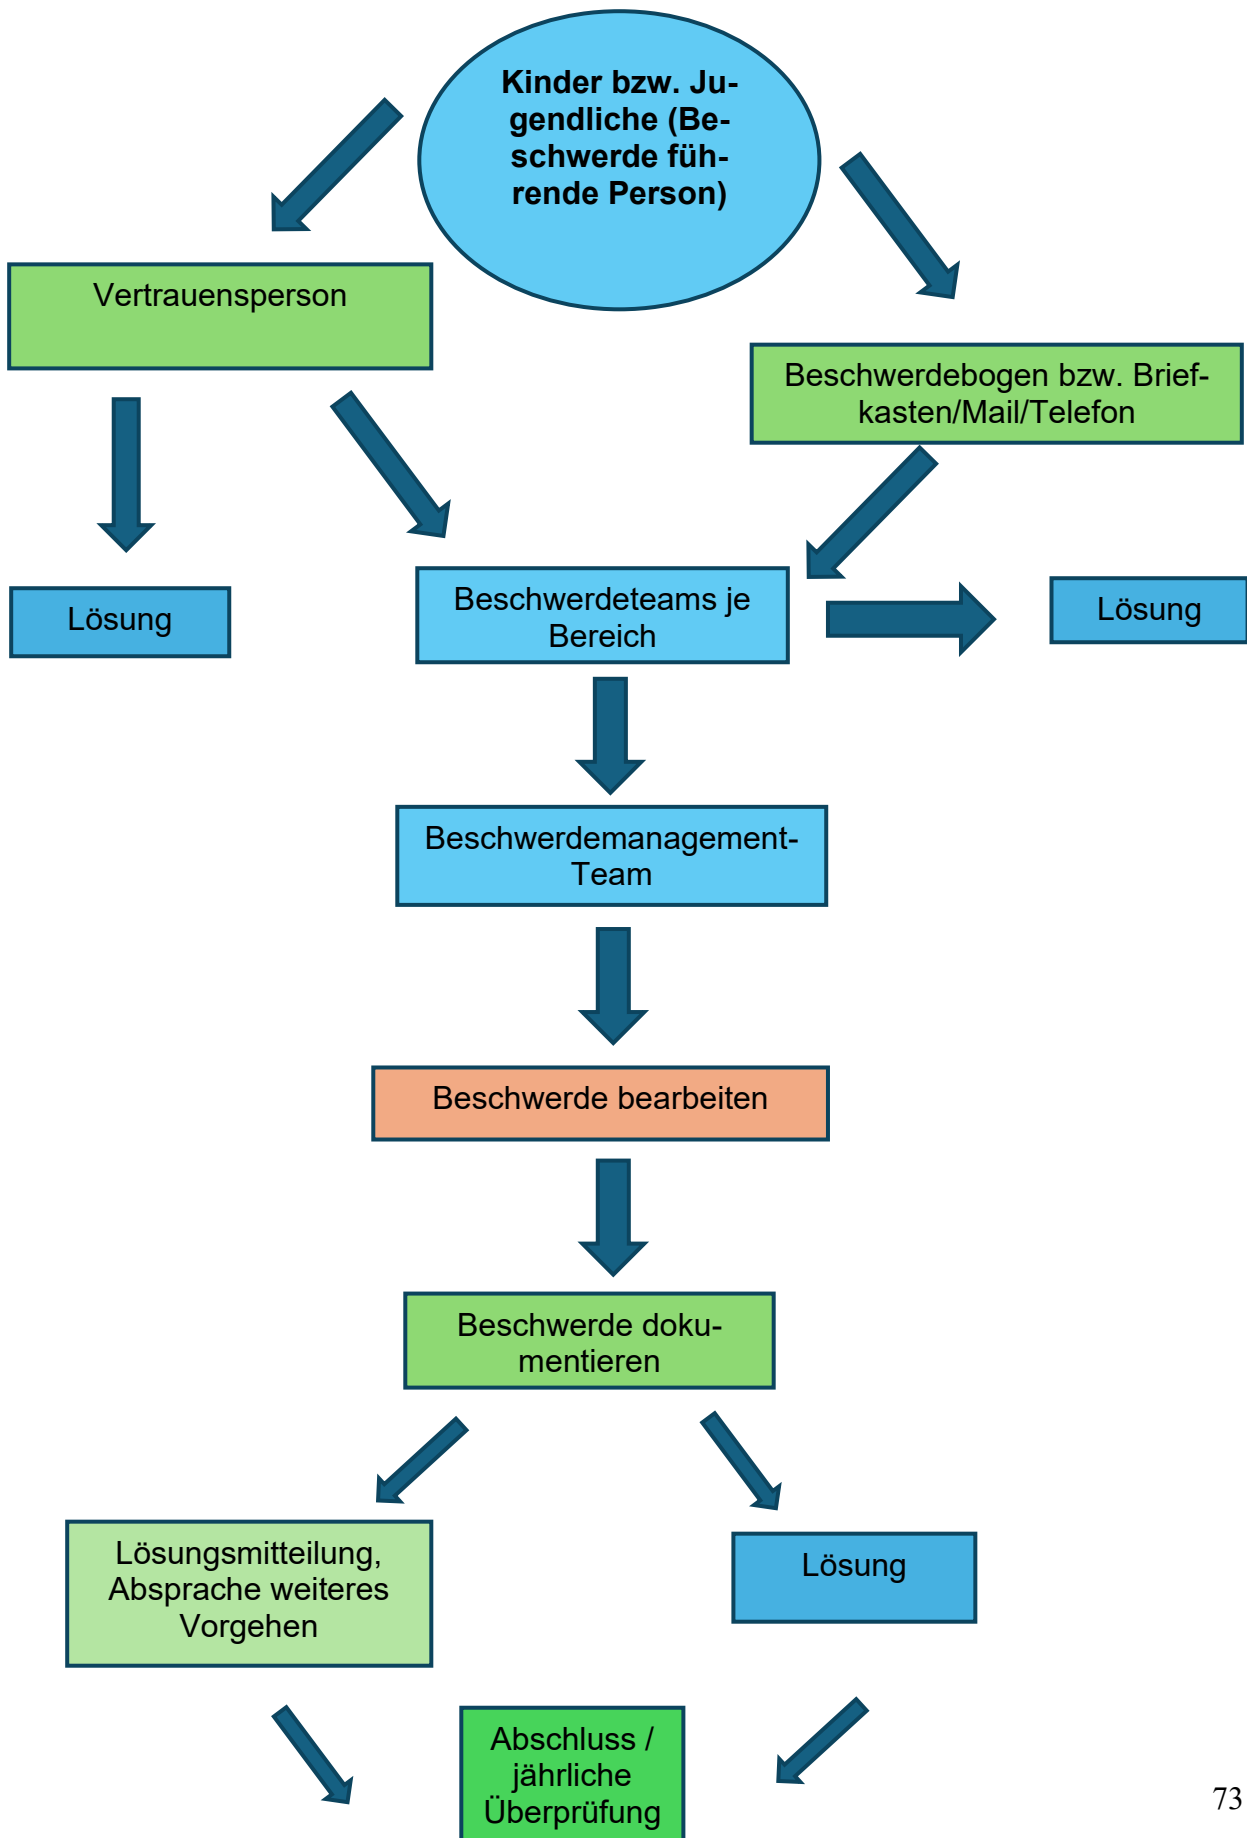 Kinder bzw. Ju-
gendliche (Be-
schwerde füh-
rende Person)
Vertrauensperson
Beschwerdebogen bzw. Brief-
kasten/Mail/Telefon
Lösung
Beschwerdeteams je
Bereich
Lösung
Beschwerdemanagement-
Team
Beschwerde bearbeiten
Beschwerde doku-
mentieren
Lösungsmitteilung,
Absprache weiteres
Vorgehen
Lösung
Abschluss /
jährliche
Überprüfung
73